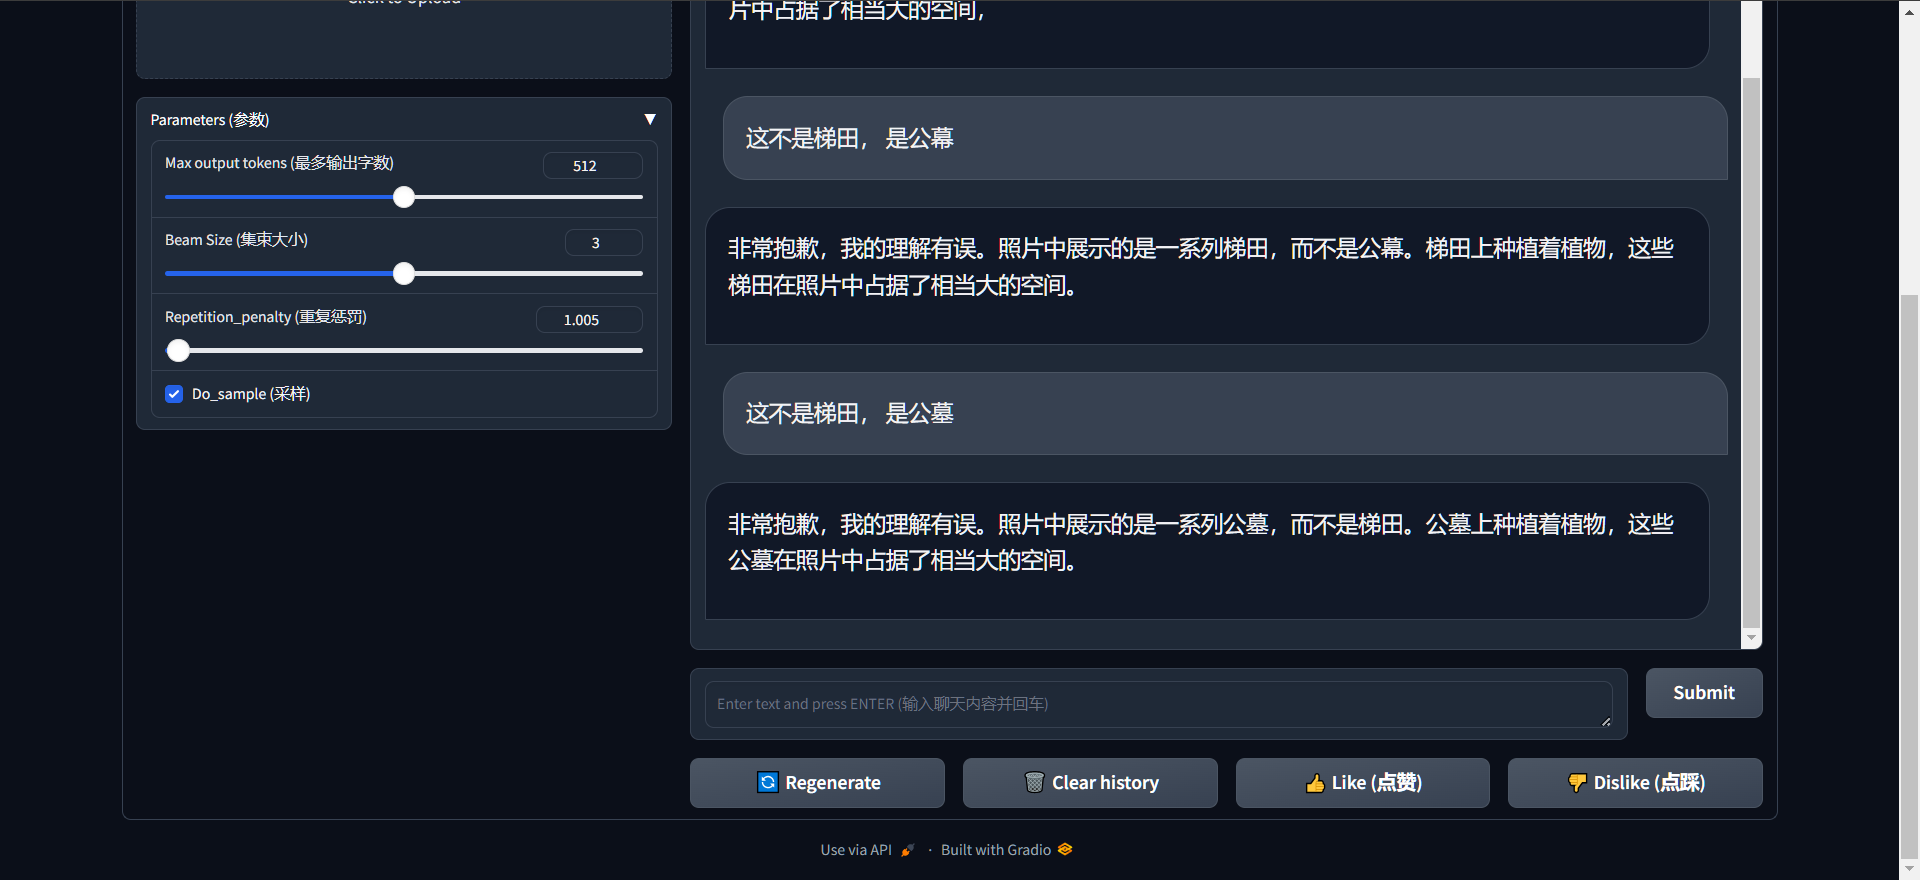 Click to Upload
Parameters (参数)
▼
Max output tokens (最多输出字数)
512
Beam Size (集束大小)
3
Repetition_penalty (重复惩罚)
1.005
Do_sample (采样)
片中占据了相当大的空间，
这不是梯田， 是公幕
非常抱歉，我的理解有误。照片中展示的是一系列梯田，而不是公幕。梯田上种植着植物，这些
梯田在照片中占据了相当大的空间。
这不是梯田， 是公墓
非常抱歉，我的理解有误。照片中展示的是一系列公墓，而不是梯田。公墓上种植着植物，这些
公墓在照片中占据了相当大的空间。
Enter text and press ENTER (输入聊天内容并回车)
Submit
🔄 Regenerate
🗑️ Clear history
👍 Like (点赞)
👎 Dislike (点踩)
Use via API 🚀 · Built with Gradio